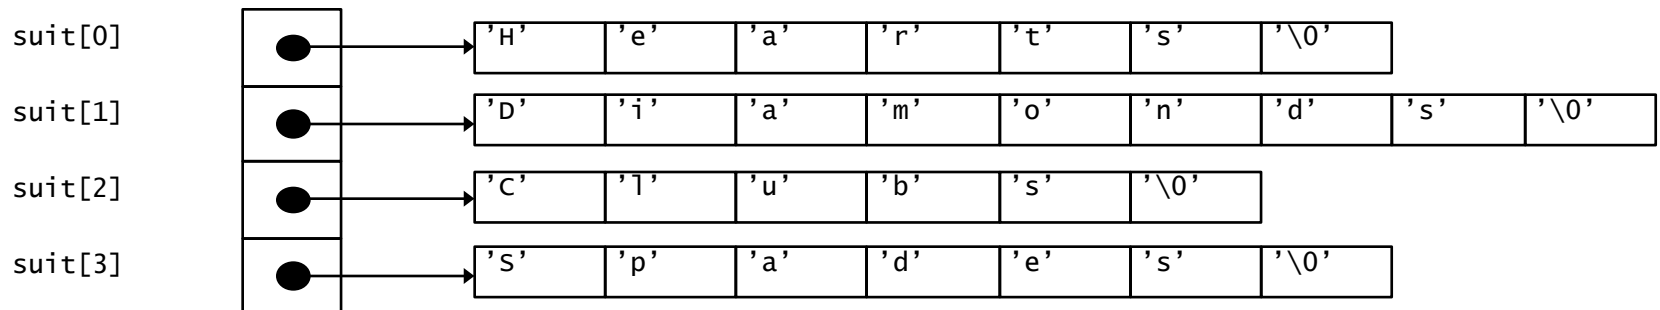 suit[0] ’H’ ’e’ ’a’ ’r’ ’t’ ’s’ ’\0’
suit[1] ’D’ ’i’ ’a’ ’m’ ’o’ ’n’ ’d’ ’s’ ’\0’
suit[2] ’C’ ’l’ ’u’ ’b’ ’s’ ’\0’
suit[3] ’S’ ’p’ ’a’ ’d’ ’e’ ’s’ ’\0’